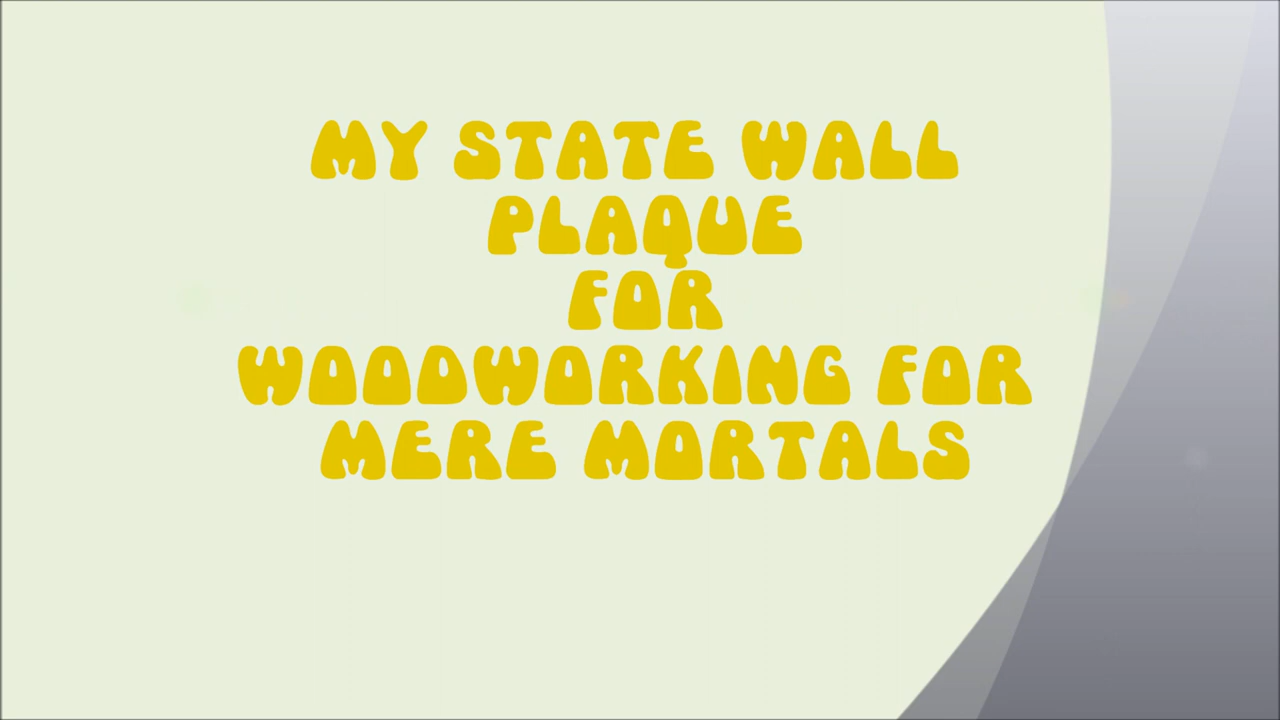 MY STATE WALL
PLAQUE
FOR
WOODWORKING FOR
MERE MORTALS